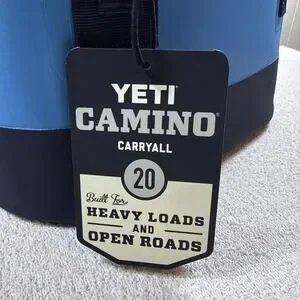 YETI
CAMINO®
CARRYALL
20
Built For
HEAVY LOADS
AND
OPEN ROADS